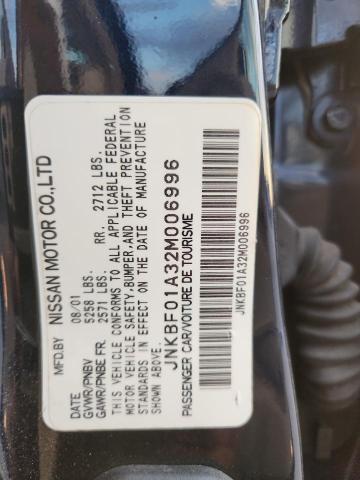 MFD.BY NISSAN MOTOR CO.,LTD
DATE 08/01
GVWR/PNBV 5258 LBS.
GAWR/PNBE FR. 2571 LBS. RR. 2712 LBS.
THIS VEHICLE CONFORMS TO ALL APPLICABLE FEDERAL
MOTOR VEHICLE SAFETY,BUMPER,AND THEFT PREVENTION
STANDARDS IN EFFECT ON THE DATE OF MANUFACTURE
SHOWN ABOVE.
JNKBF01A32M006996
PASSENGER CAR/VOITURE DE TOURISME
JNKBF01A32M006996